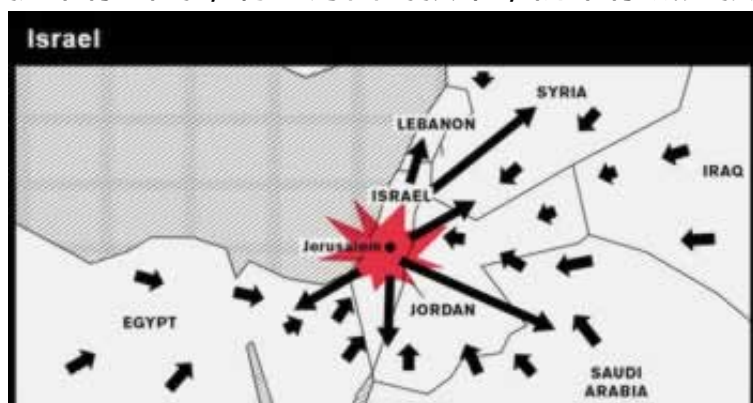 Israel
SYRIA
LEBANON
IRAQ
ISRAEL
Jerusalem
JORDAN
EGYPT
SAUDI
ARABIA